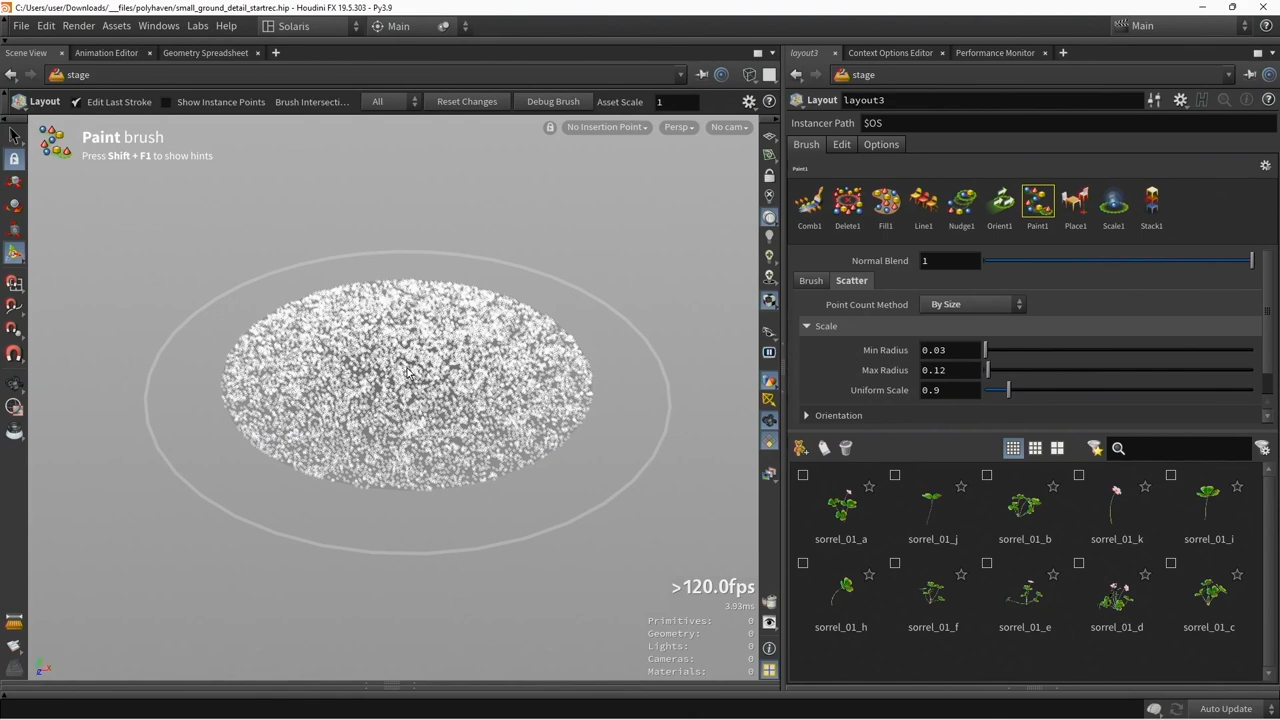 C:/Users/user/Downloads/__files/polyhaven/small_ground_detail_startrec.hip - Houdini FX 19.5.303 - Py3.9
File Edit Render Assets Windows Labs Help Solaris Main Main
Scene View Animation Editor Geometry Spreadsheet layout3 Context Options Editor Performance Monitor
stage stage
Layout Edit Last Stroke Show Instance Points Brush Intersecti... All Reset Changes Debug Brush Asset Scale 1
Layout layout3
Instancer Path $OS
Paint brush
Press Shift + F1 to show hints
No Insertion Point Persp No cam
Brush Edit Options
Paint1
Comb1 Delete1 Fill1 Line1 Nudge1 Orient1 Paint1 Place1 Scale1 Stack1
Normal Blend 1
Brush Scatter
Point Count Method By Size
Scale
Min Radius 0.03
Max Radius 0.12
Uniform Scale 0.9
Orientation
sorrel_01_a sorrel_01_j sorrel_01_b sorrel_01_k sorrel_01_i
sorrel_01_h sorrel_01_f sorrel_01_e sorrel_01_d sorrel_01_c
>120.0fps
3.93ms
Primitives: 0
Geometry: 0
Lights: 0
Cameras: 0
Materials: 0
Auto Update